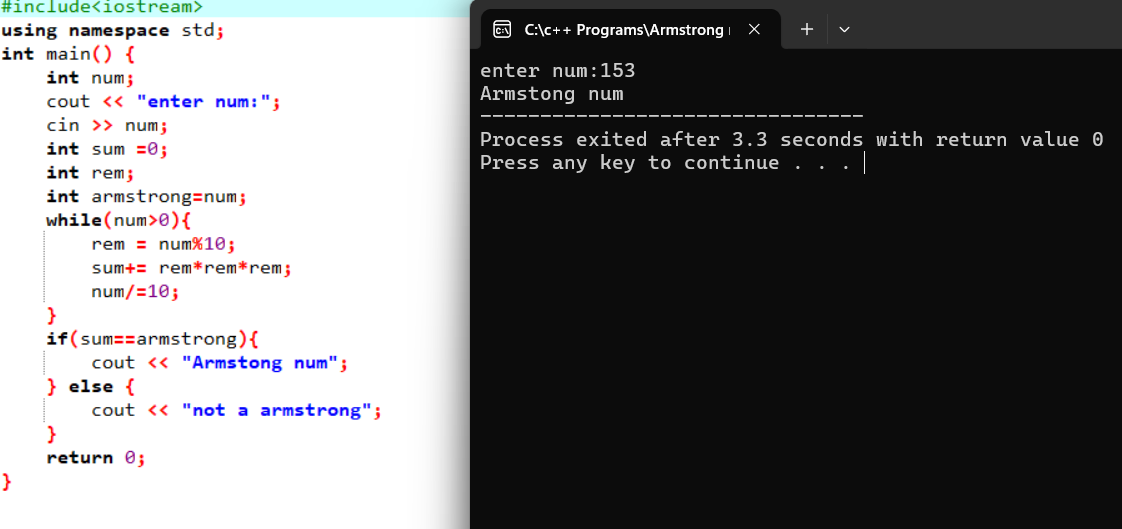 #include<iostream>
using namespace std;
int main() {
    int num;
    cout << "enter num:";
    cin >> num;
    int sum =0;
    int rem;
    int armstrong=num;
    while(num>0){
        rem = num%10;
        sum+= rem*rem*rem;
        num/=10;
    }
    if(sum==armstrong){
        cout << "Armstong num";
    } else {
        cout << "not a armstrong";
    }
    return 0;
}
C:\c++ Programs\Armstrong
enter num:153
Armstong num
--------------------------------
Process exited after 3.3 seconds with return value 0
Press any key to continue . . .